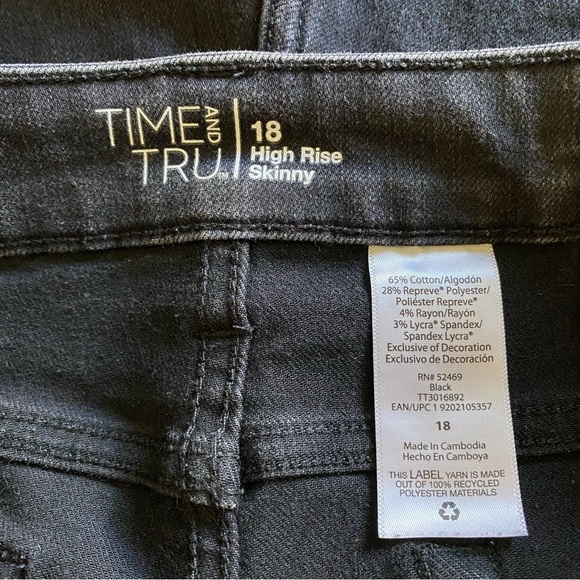 TIME AND
TRU™
18
High Rise
Skinny
65% Cotton/Algodón
28% Repreve® Polyester/
Poliéster Repreve®
4% Rayon/Rayón
3% Lycra® Spandex/
Spandex Lycra®
Exclusive of Decoration
Exclusivo de Decoración
RN# 52469
Black
TT3016892
EAN/UPC 1 9202105357
18
Made In Cambodia
Hecho En Camboya
THIS LABEL YARN IS MADE
OUT OF 100% RECYCLED
POLYESTER MATERIALS